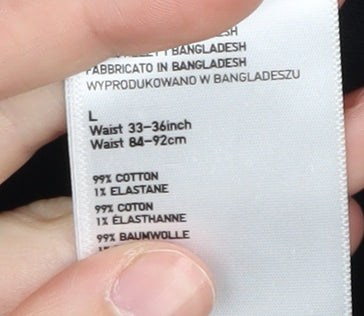 BANGLADESH
FABBRICATO IN BANGLADESH
WYPRODUKOWANO W BANGLADESZU
L
Waist 33-36inch
Waist 84-92cm
99% COTTON
1% ELASTANE
99% COTON
1% ÉLASTHANNE
99% BAUMWOLLE